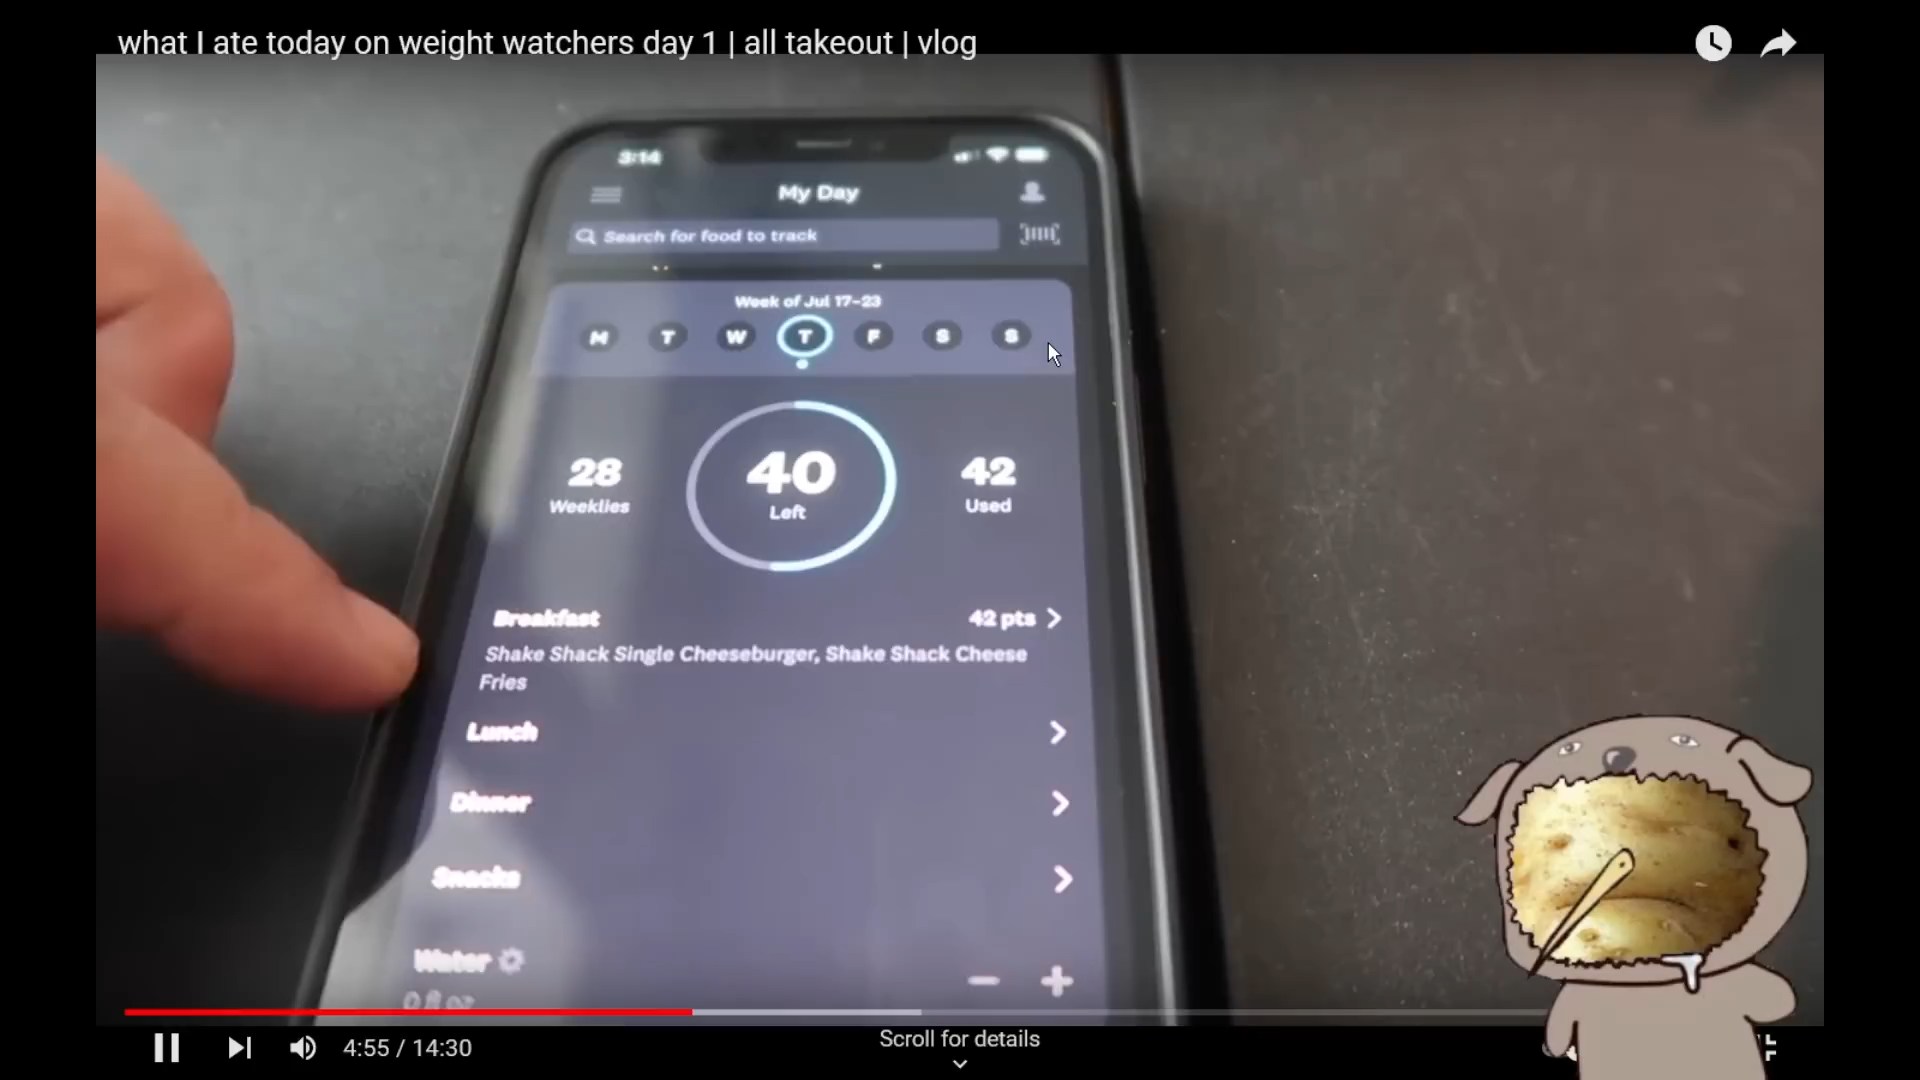 what I ate today on weight watchers day 1 | all takeout | vlog
3:14
My Day
Search for food to track
Week of Jul 17-23
M T W T F S S
28 40 42
Weeklies Left Used
Breakfast 42 pts
Shake Shack Single Cheeseburger, Shake Shack Cheese
Fries
Lunch
Dinner
Snacks
Water
4:55 / 14:30
Scroll for details